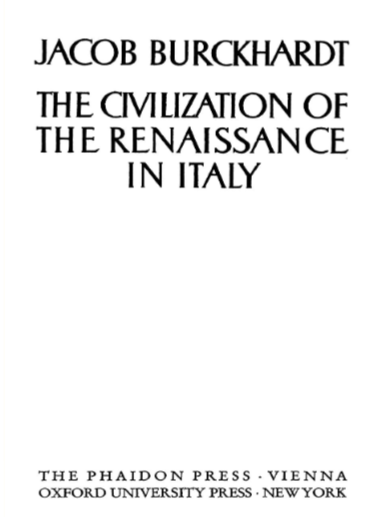 JACOB BURCKHARDT
THE CIVILIZATION OF
THE RENAISSANCE
IN ITALY
THE PHAIDON PRESS · VIENNA
OXFORD UNIVERSITY PRESS · NEW YORK